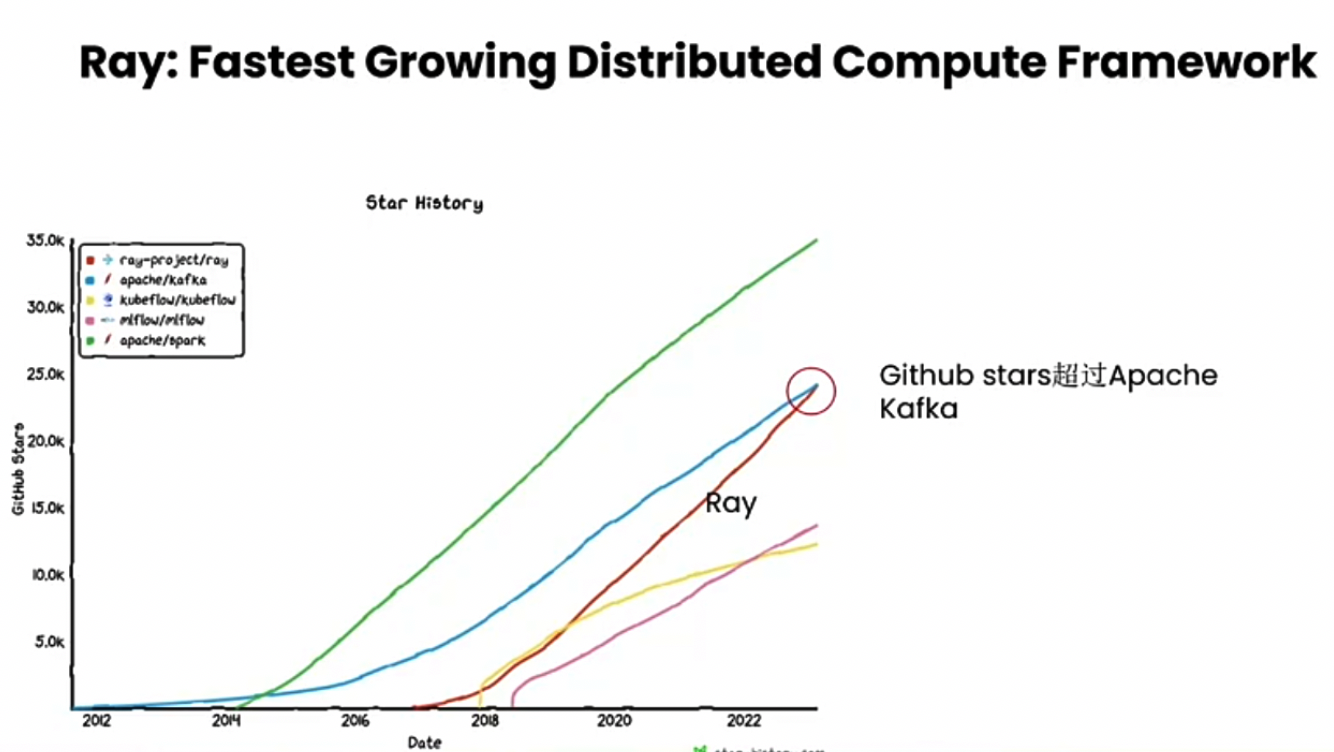 Ray: Fastest Growing Distributed Compute Framework
Star History
35.0k
30.0k
25.0k
20.0k
15.0k
10.0k
5.0k
GitHub Stars
ray-project/ray
apache/kafka
kubeflow/kubeflow
mlflow/mlflow
apache/spark
Github stars超过Apache
Kafka
Ray
2012
2014
2016
2018
2020
2022
Date